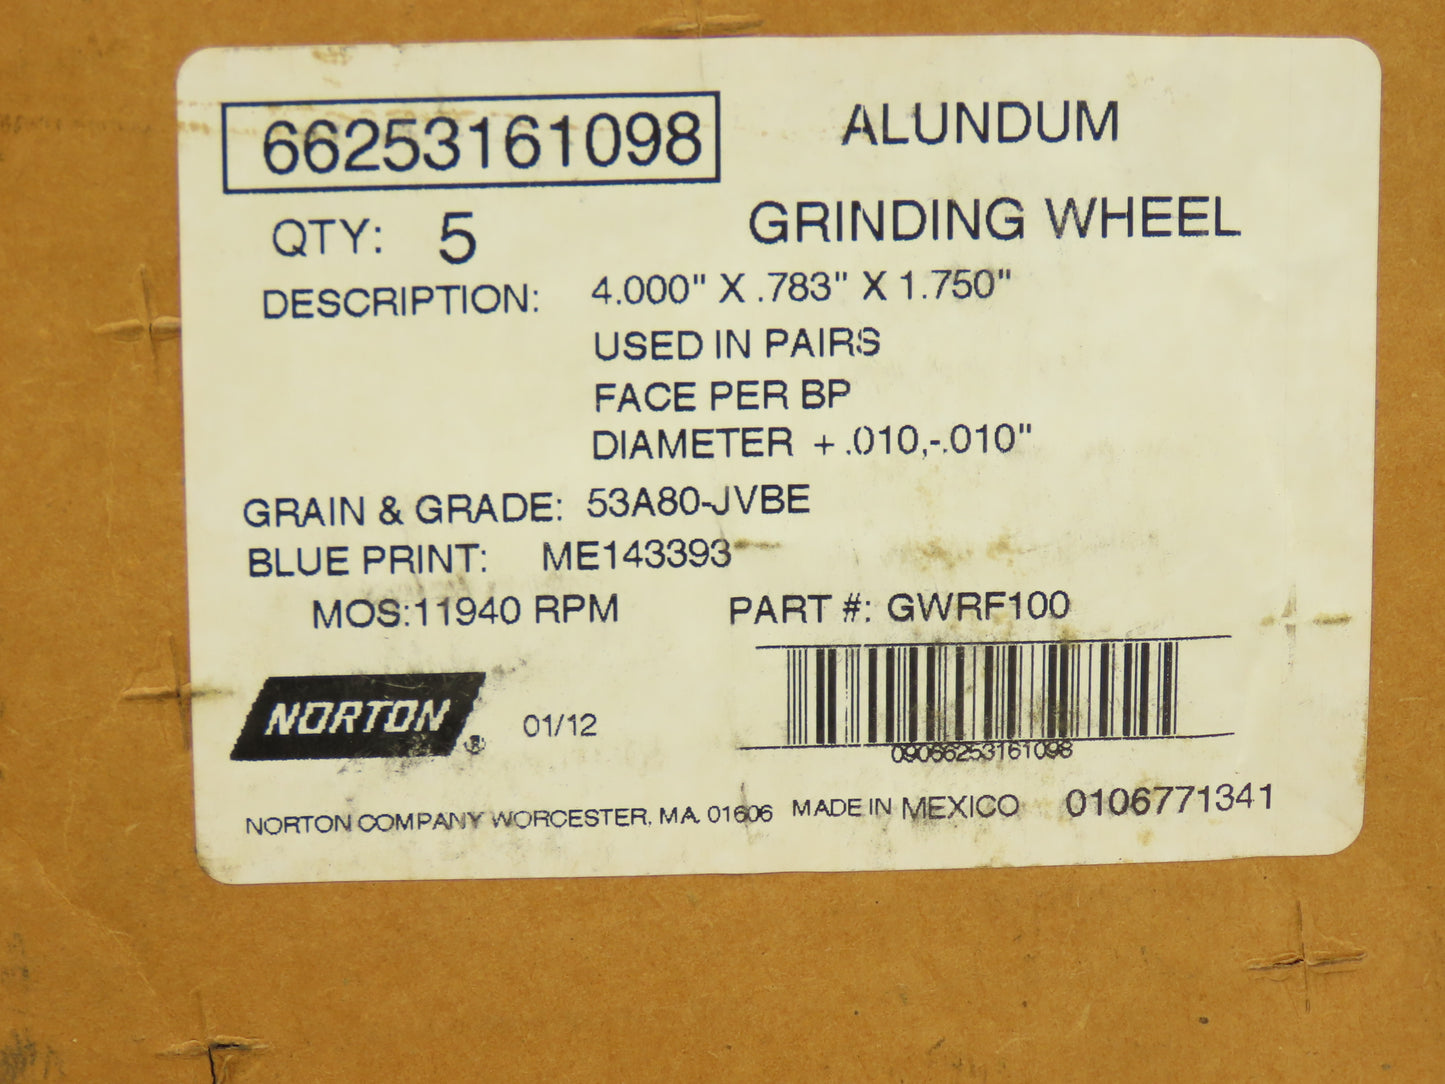 66253161098
ALUNDUM
QTY: 5
GRINDING WHEEL
DESCRIPTION: 4.000" X .783" X 1.750"
USED IN PAIRS
FACE PER BP
DIAMETER + .010,-.010"
GRAIN & GRADE: 53A80-JVBE
BLUE PRINT: ME143393
MOS:11940 RPM PART #: GWRF100
NORTON ® 01/12
09066253161098
NORTON COMPANY WORCESTER, MA. 01606 MADE IN MEXICO 0106771341